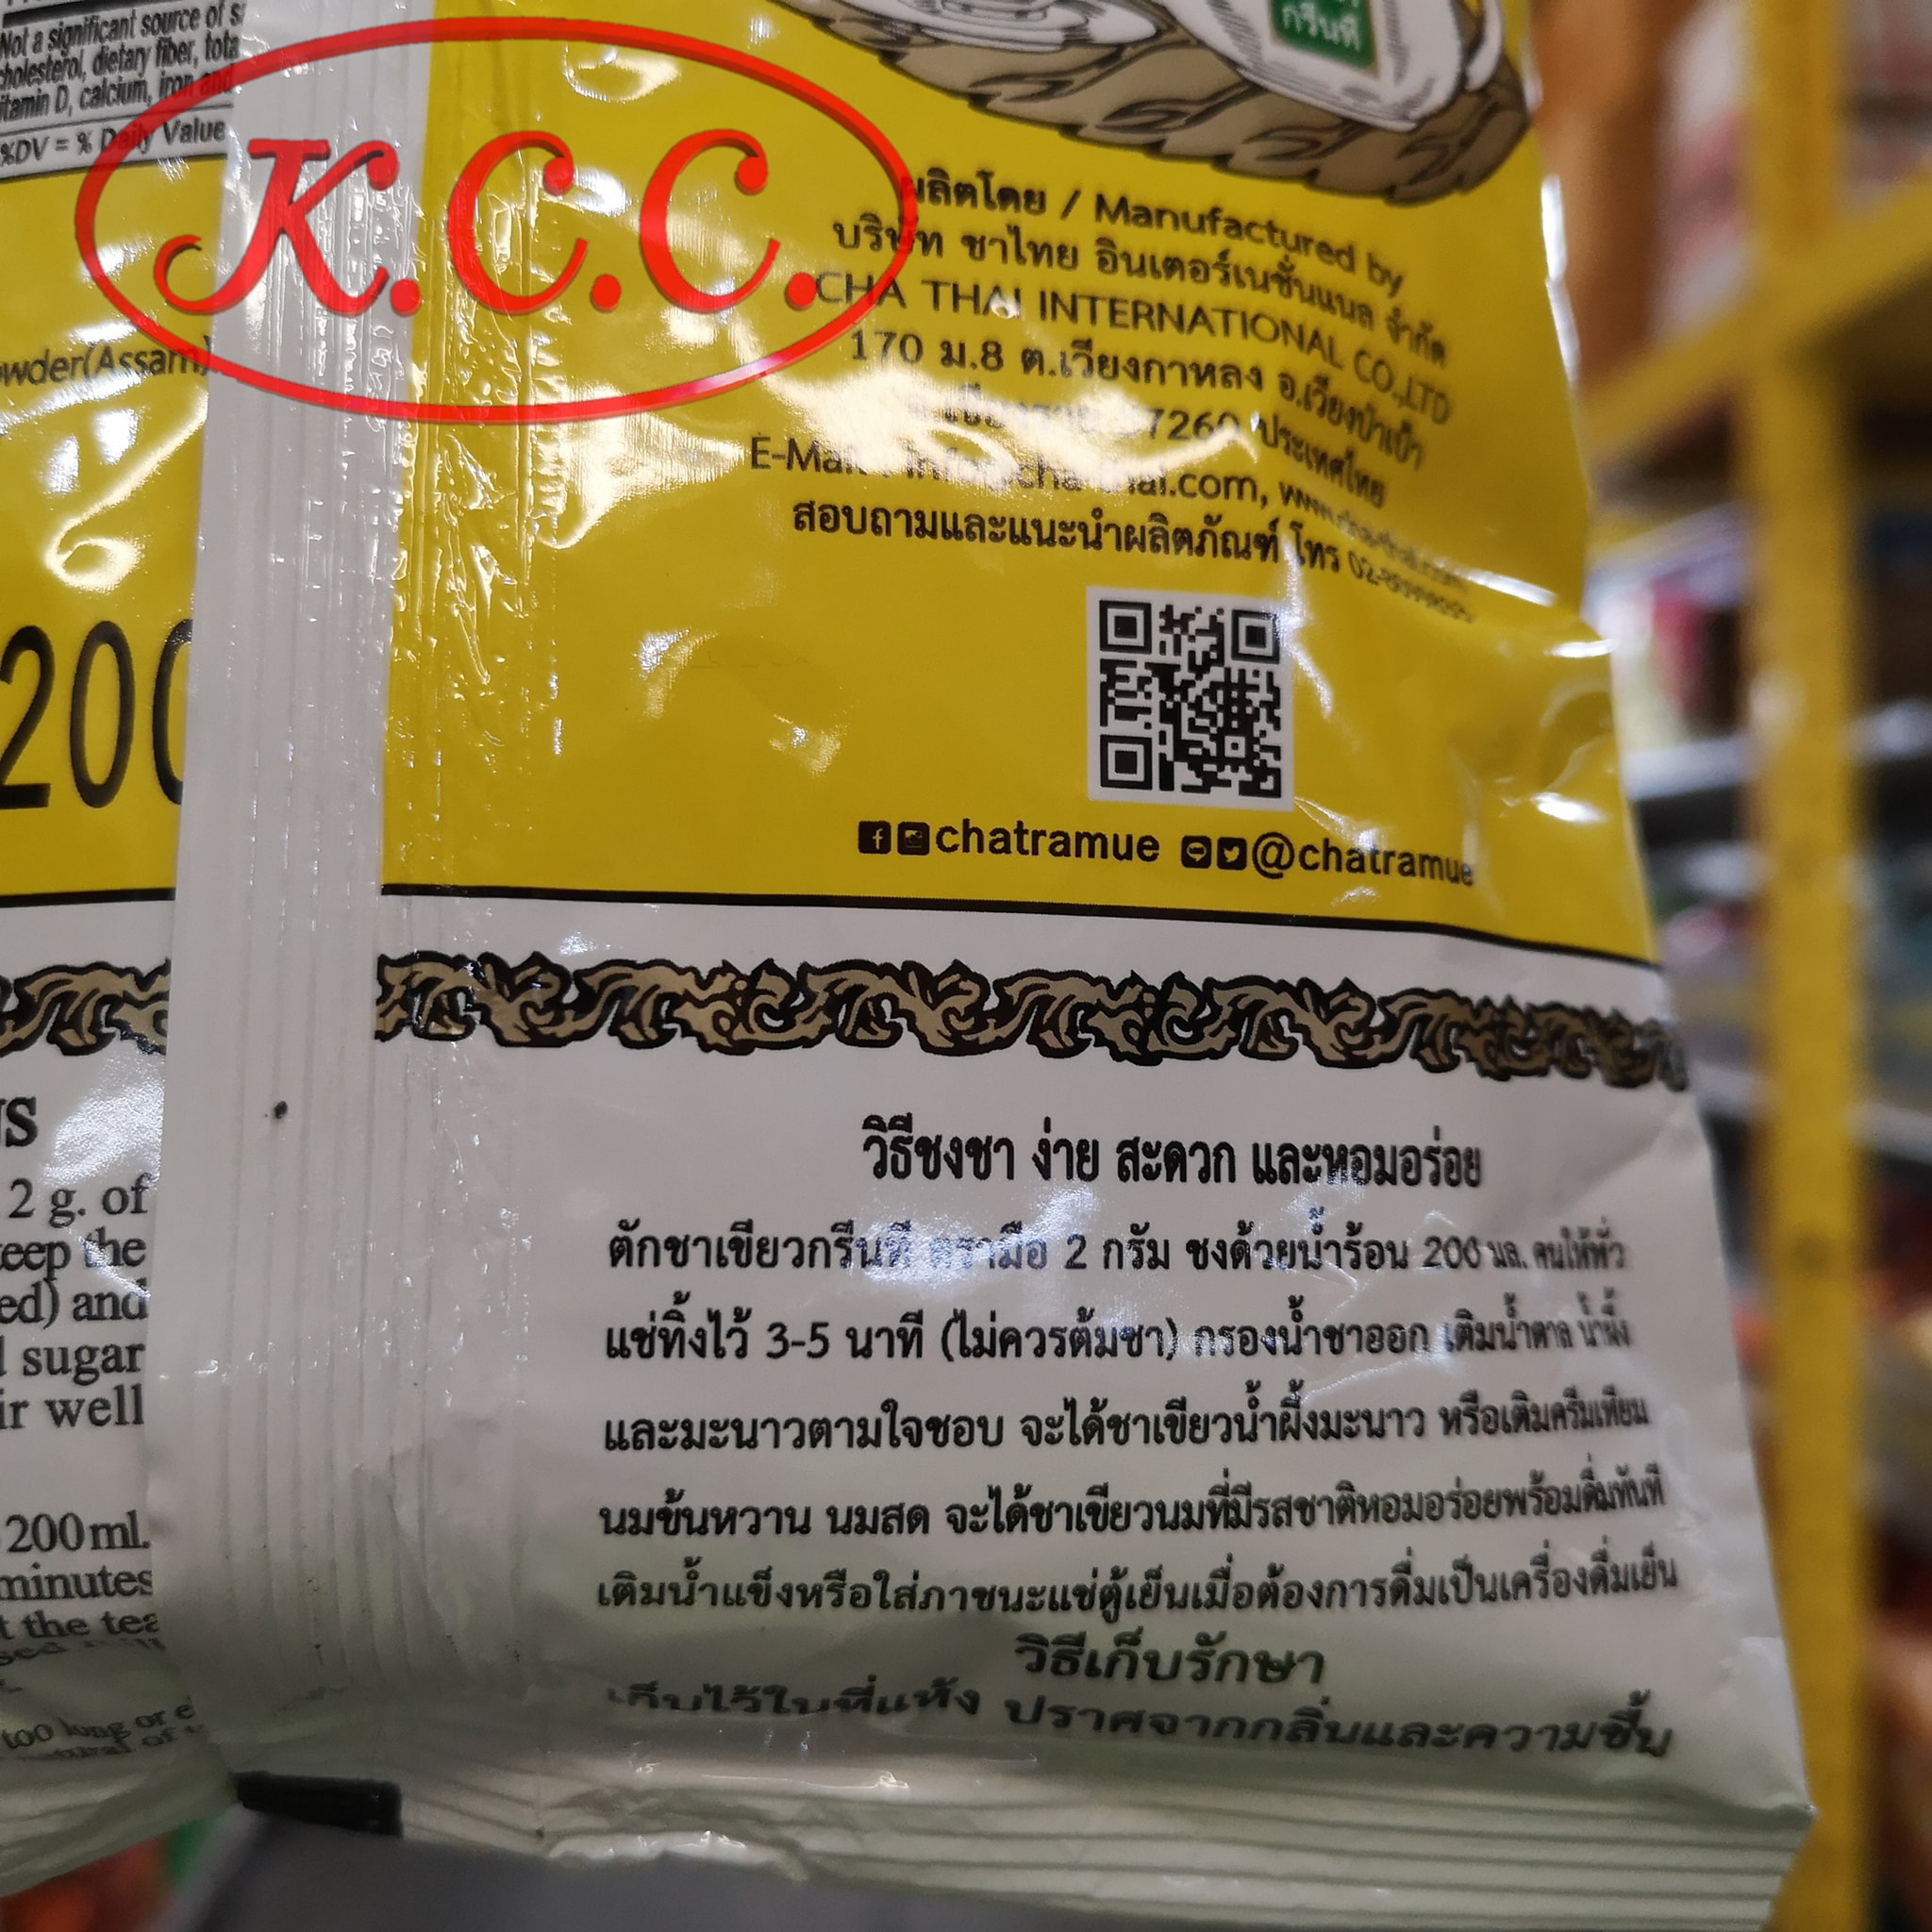 Not a significant source of
cholesterol, dietary fiber,
vitamin D, calcium, iron and
%DV = % Daily Value
K.C.C.
กรีนที
ผลิตโดย / Manufactured by
บริษัท ชาไทย อินเตอร์เนชั่นแนล จำกัด
CHA THAI INTERNATIONAL CO.,LTD
170 ม.8 ต.เวียงกาหลง อ.เวียงป่าเป้า
ประเทศไทย
E-Mail
สอบถามและแนะนำผลิตภัณฑ์ โทร
(Assam)
200
chatramue @chatramue
2 g. of
the
and
sugar
well
200ml.
minutes
the
too long or
วิธีชงชา ง่าย สะดวก และหอมอร่อย
ตักชาเขียวกรีนที ตรามือ 2 กรัม ชงด้วยน้ำร้อน 200 มล. คนให้ทั่ว
แช่ทิ้งไว้ 3-5 นาที (ไม่ควรต้มชา) กรองน้ำชาออก เติมน้ำตาล น้ำผึ้ง
และมะนาวตามใจชอบ จะได้ชาเขียวน้ำผึ้งมะนาว หรือเติมครีมเทียม
นมข้นหวาน นมสด จะได้ชาเขียวนมที่มีรสชาติหอมอร่อยพร้อมดื่มทันที
เติมน้ำแข็งหรือใส่ภาชนะแช่ตู้เย็นเมื่อต้องการดื่มเป็นเครื่องดื่มเย็น
วิธีเก็บรักษา
เก็บไว้ในที่แห้ง ปราศจากกลิ่นและความชื้น